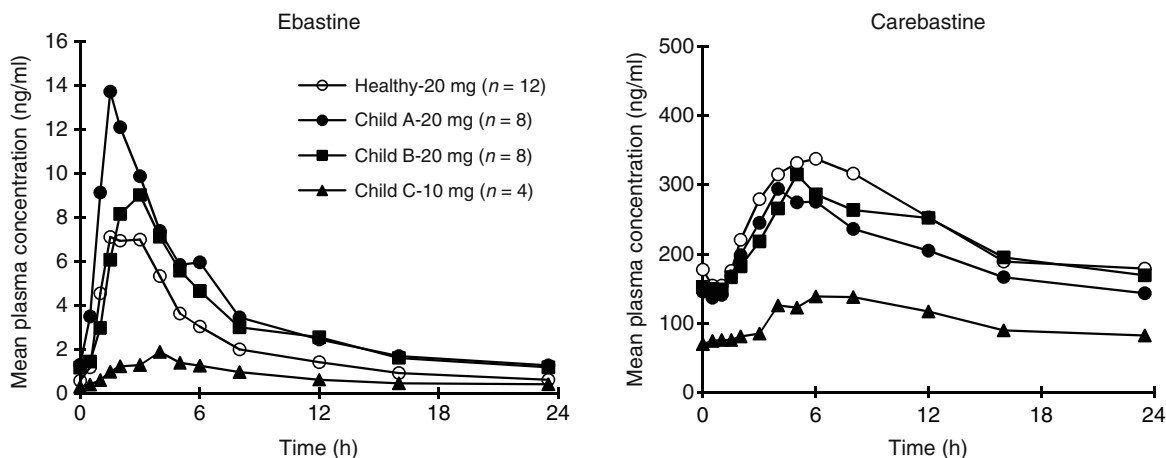 Ebastine
Mean plasma concentration (ng/ml)
16
14
12
10
8
6
4
2
0
0
6
12
18
24
Time (h)
Healthy-20 mg (n = 12)
Child A-20 mg (n = 8)
Child B-20 mg (n = 8)
Child C-10 mg (n = 4)
Carebastine
Mean plasma concentration (ng/ml)
500
400
300
200
100
0
0
6
12
18
24
Time (h)